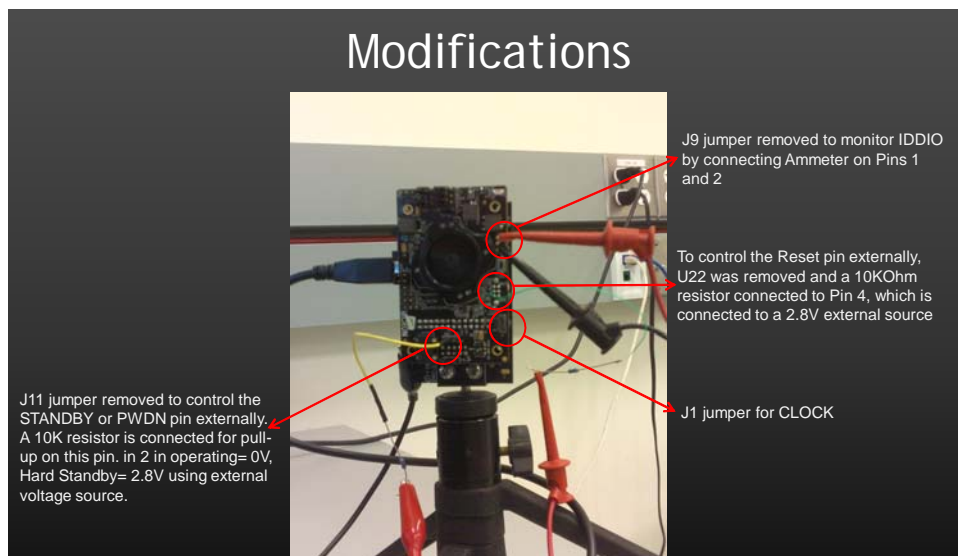 Modifications
J9 jumper removed to monitor IDDIO
by connecting Ammeter on Pins 1
and 2
To control the Reset pin externally,
U22 was removed and a 10KOhm
resistor connected to Pin 4, which is
connected to a 2.8V external source
J1 jumper for CLOCK
J11 jumper removed to control the
STANDBY or PWDN pin externally.
A 10K resistor is connected for pull-
up on this pin. in 2 in operating= 0V,
Hard Standby= 2.8V using external
voltage source.